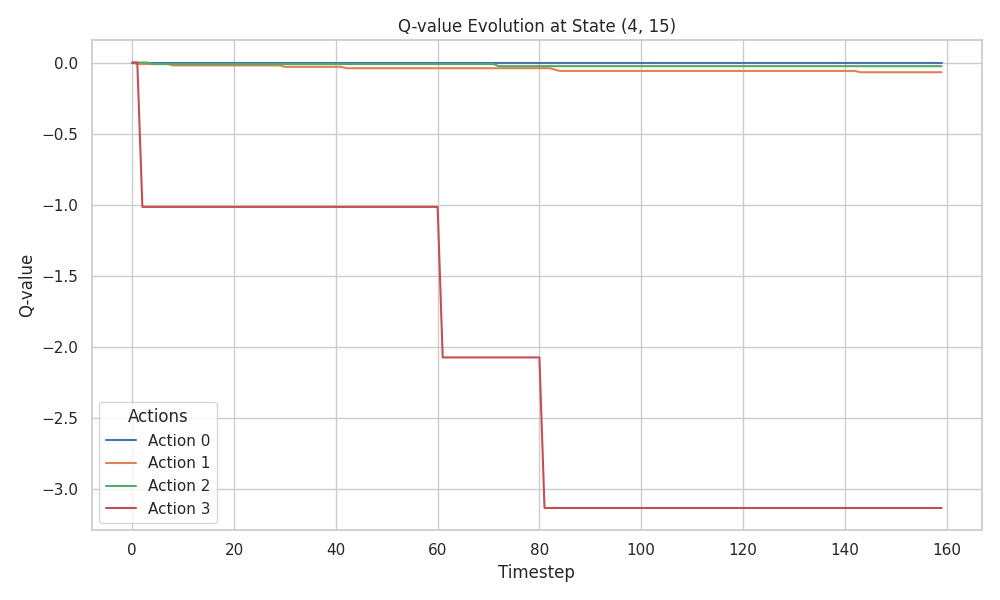 Q-value Evolution at State (4, 15)
Q-value
0.0
−0.5
−1.0
−1.5
−2.0
−2.5
−3.0
Actions
Action 0
Action 1
Action 2
Action 3
0 20 40 60 80 100 120 140 160
Timestep